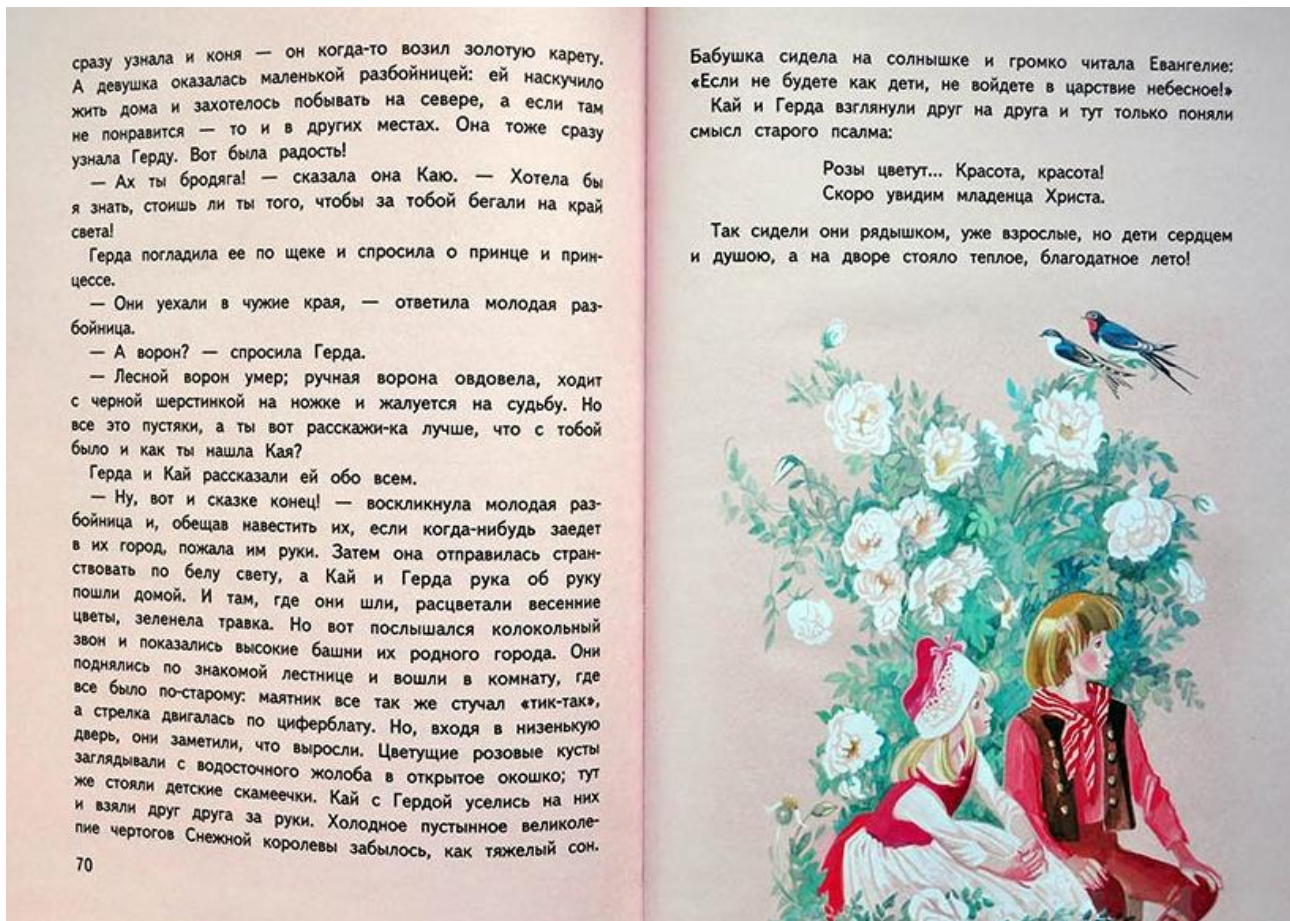 сразу узнала и коня — он когда-то возил золотую карету.
А девушка оказалась маленькой разбойницей: ей наскучило
жить дома и захотелось побывать на севере, а если там
не понравится — то и в других местах. Она тоже сразу
узнала Герду. Вот была радость!
— Ах ты бродяга! — сказала она Каю. — Хотела бы
я знать, стоишь ли ты того, чтобы за тобой бегали на край
света!
Герда погладила ее по щеке и спросила о принце и прин-
цессе.
— Они уехали в чужие края, — ответила молодая раз-
бойница.
— А ворон? — спросила Герда.
— Лесной ворон умер; ручная ворона овдовела, ходит
с черной шерстинкой на ножке и жалуется на судьбу. Но
все это пустяки, а ты вот расскажи-ка лучше, что с тобой
было и как ты нашла Кая?
Герда и Кай рассказали ей обо всем.
— Ну, вот и сказке конец! — воскликнула молодая раз-
бойница и, обещав навестить их, если когда-нибудь заедет
в их город, пожала им руки. Затем она отправилась стран-
ствовать по белу свету, а Кай и Герда рука об руку
пошли домой. И там, где они шли, расцветали весенние
цветы, зеленела травка. Но вот послышался колокольный
звон и показались высокие башни их родного города. Они
поднялись по знакомой лестнице и вошли в комнату, где
все было по-старому: маятник все так же стучал «тик-так»,
а стрелка двигалась по циферблату. Но, входя в низенькую
дверь, они заметили, что выросли. Цветущие розовые кусты
заглядывали с водосточного жолоба в открытое окошко; тут
же стояли детские скамеечки. Кай с Гердой уселись на них
и взяли друг друга за руки. Холодное пустынное великоле-
пие чертогов Снежной королевы забылось, как тяжелый сон.
70
Бабушка сидела на солнышке и громко читала Евангелие:
«Если не будете как дети, не войдете в царствие небесное!»
Кай и Герда взглянули друг на друга и тут только поняли
смысл старого псалма:
Розы цветут... Красота, красота!
Скоро увидим младенца Христа.
Так сидели они рядышком, уже взрослые, но дети сердцем
и душою, а на дворе стояло теплое, благодатное лето!